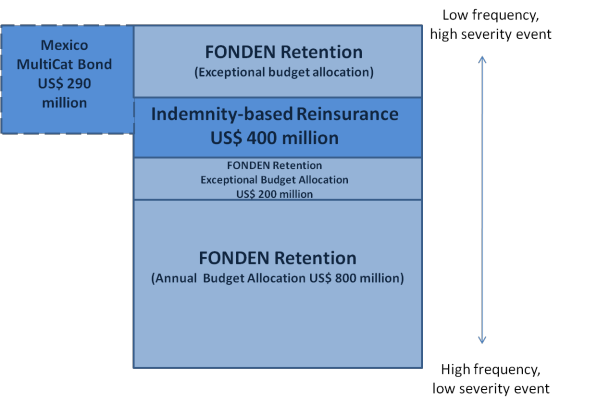 Mexico
MultiCat Bond
US$ 290
million
FONDEN Retention
(Exceptional budget allocation)
Indemnity-based Reinsurance
US$ 400 million
FONDEN Retention
Exceptional Budget Allocation
US$ 200 million
FONDEN Retention
(Annual Budget Allocation US$ 800 million)
Low frequency,
high severity event
High frequency,
low severity event